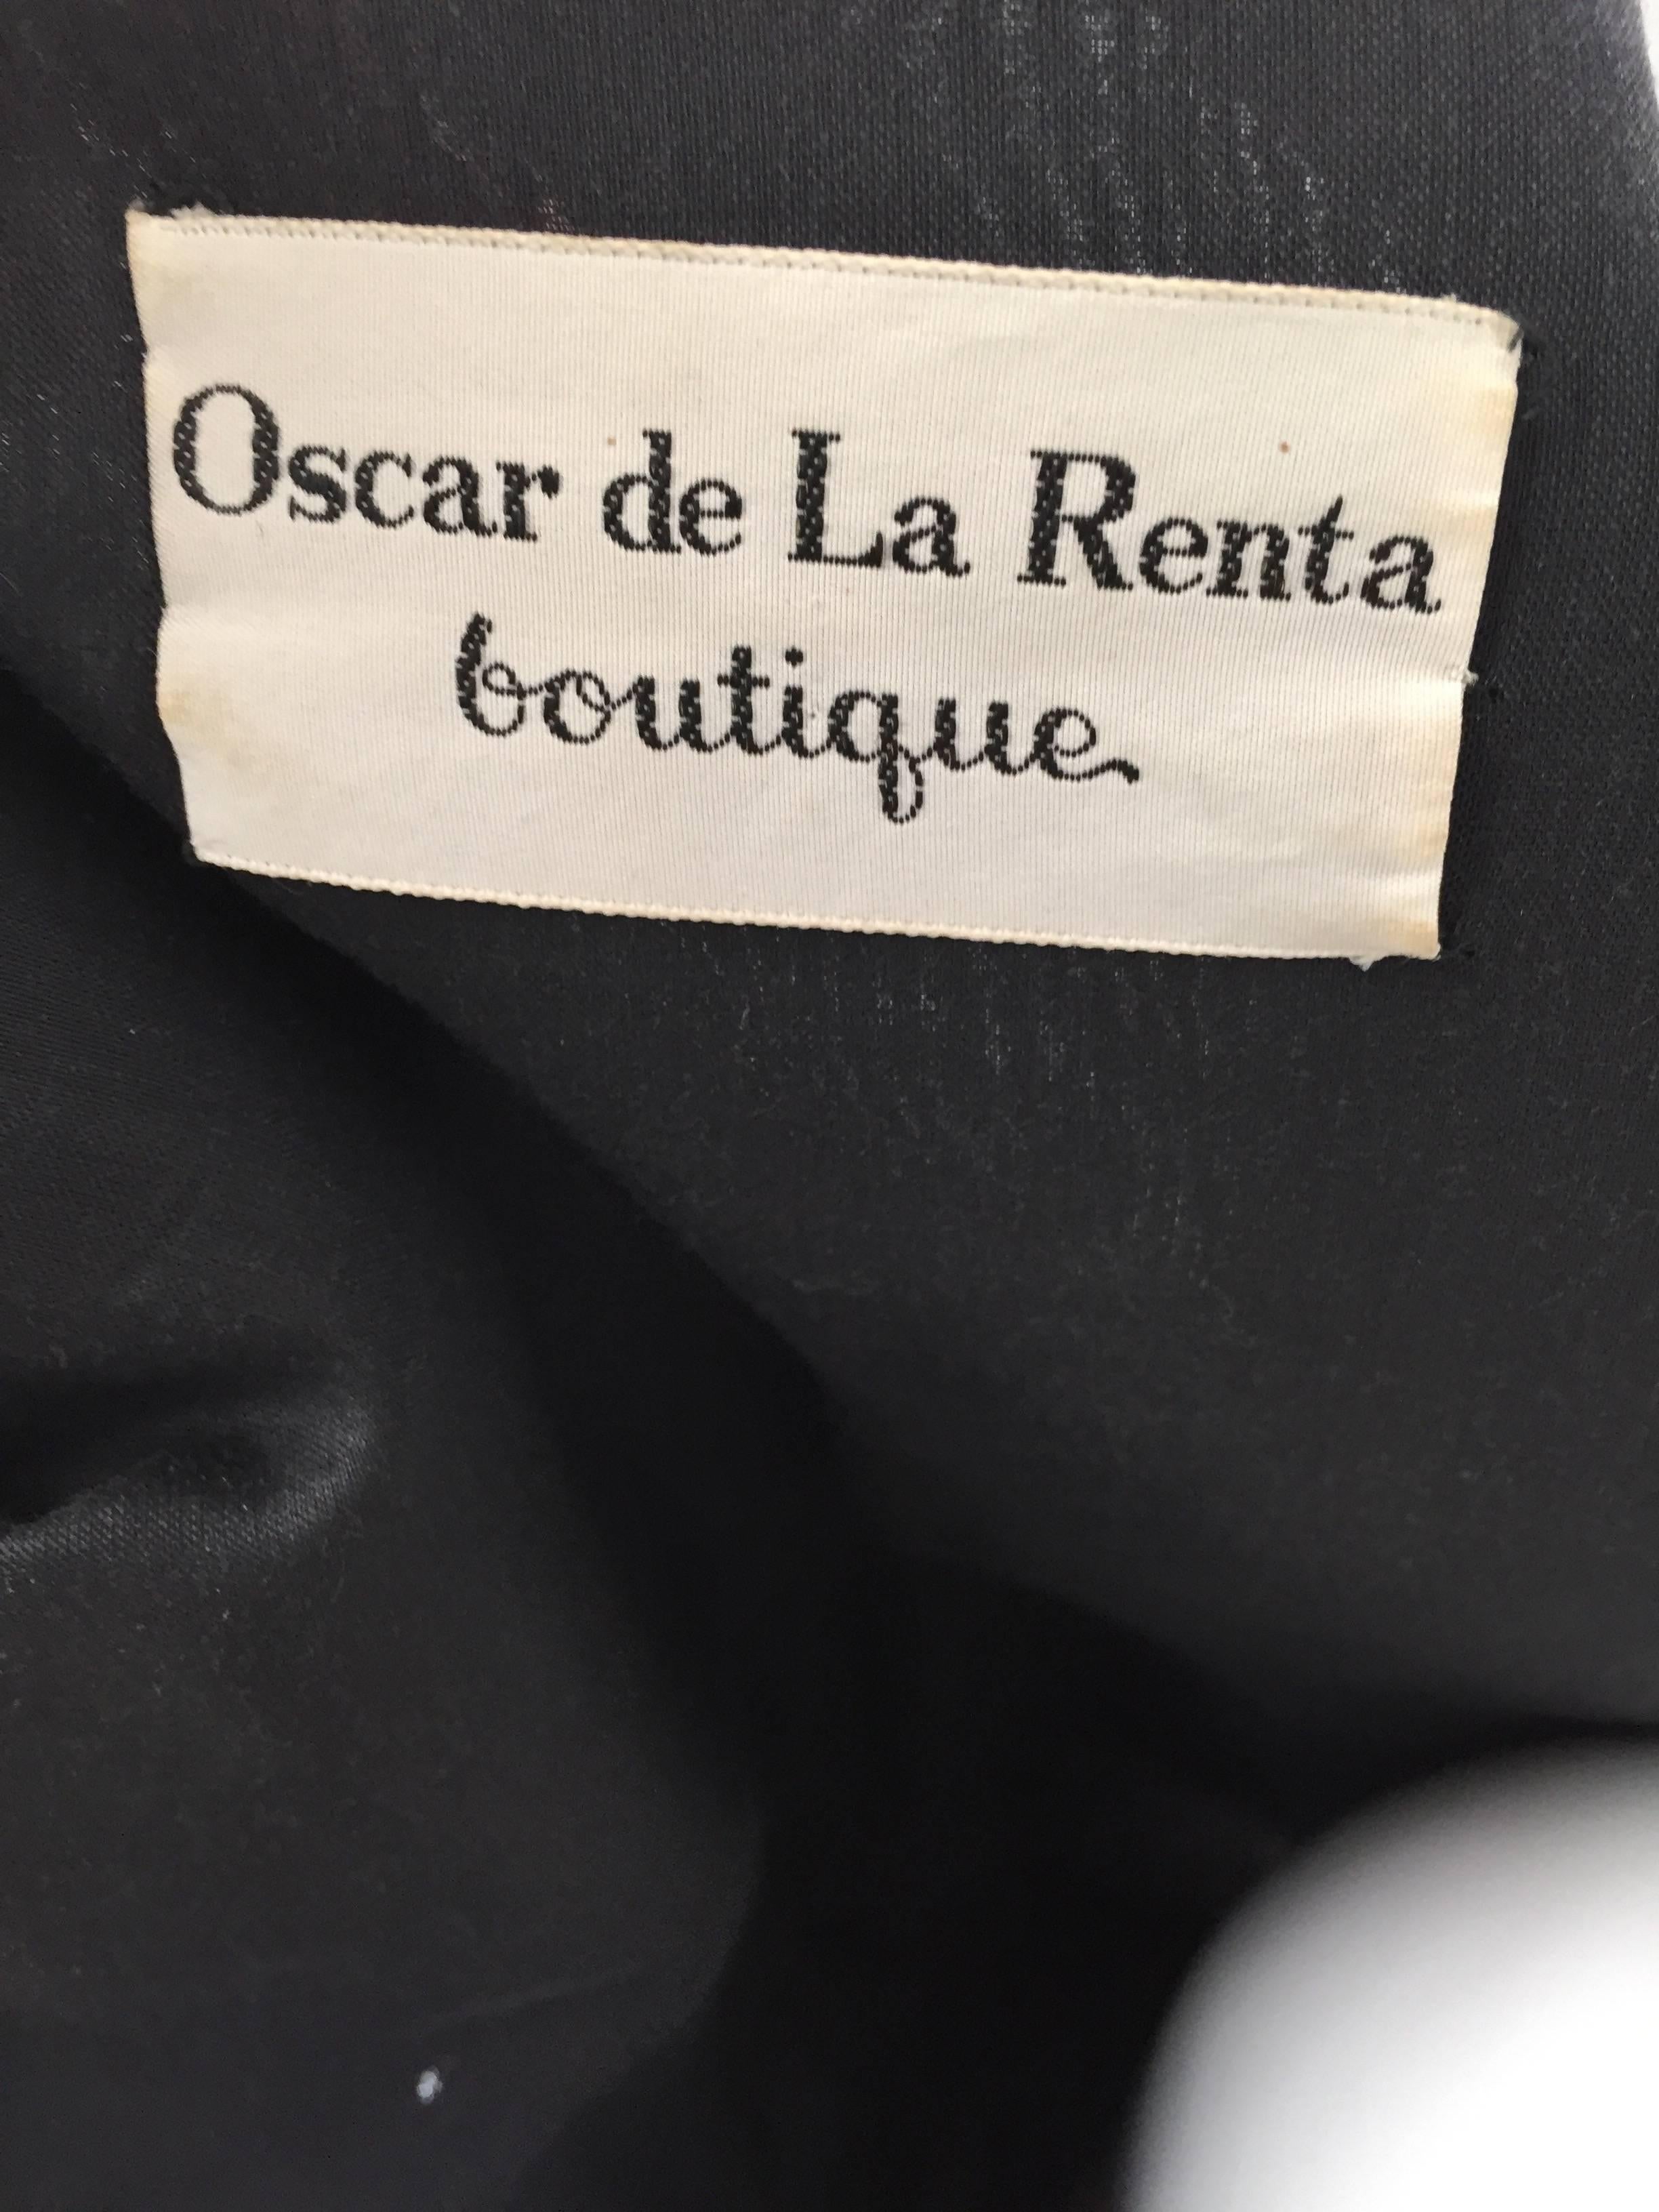 Oscar de La Renta
boutique